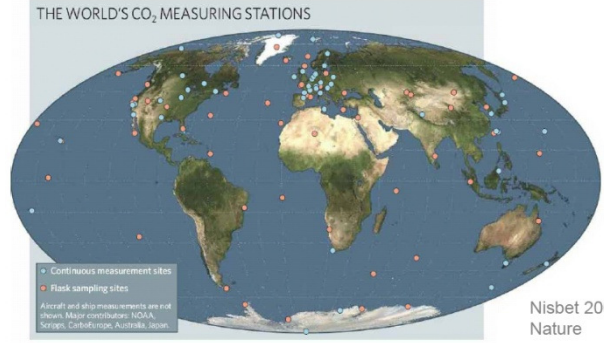 THE WORLD'S CO₂ MEASURING STATIONS
Continuous measurement sites
Flask sampling sites
Aircraft and ship measurements are not
shown. Major contributors: NOAA,
Scripps, CarboEurope, Australia, Japan.
Nisbet 20
Nature